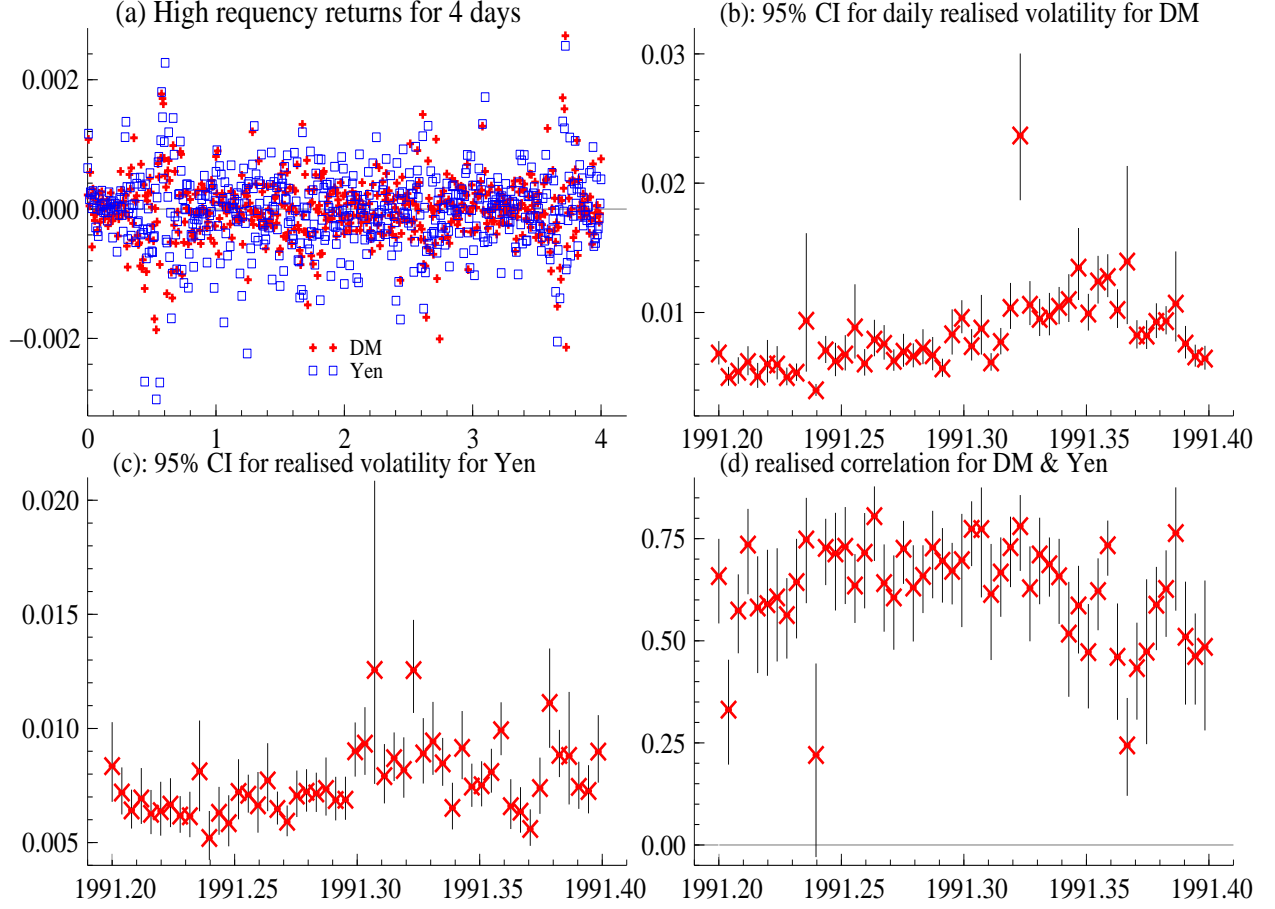 (a) High requency returns for 4 days
0.002
0.000
−0.002
DM
Yen
0 1 2 3 4
(b): 95% CI for daily realised volatility for DM
0.03
0.02
0.01
1991.20 1991.25 1991.30 1991.35 1991.40
(c): 95% CI for realised volatility for Yen
0.020
0.015
0.010
0.005
1991.20 1991.25 1991.30 1991.35 1991.40
(d) realised correlation for DM & Yen
0.75
0.50
0.25
0.00
1991.20 1991.25 1991.30 1991.35 1991.40